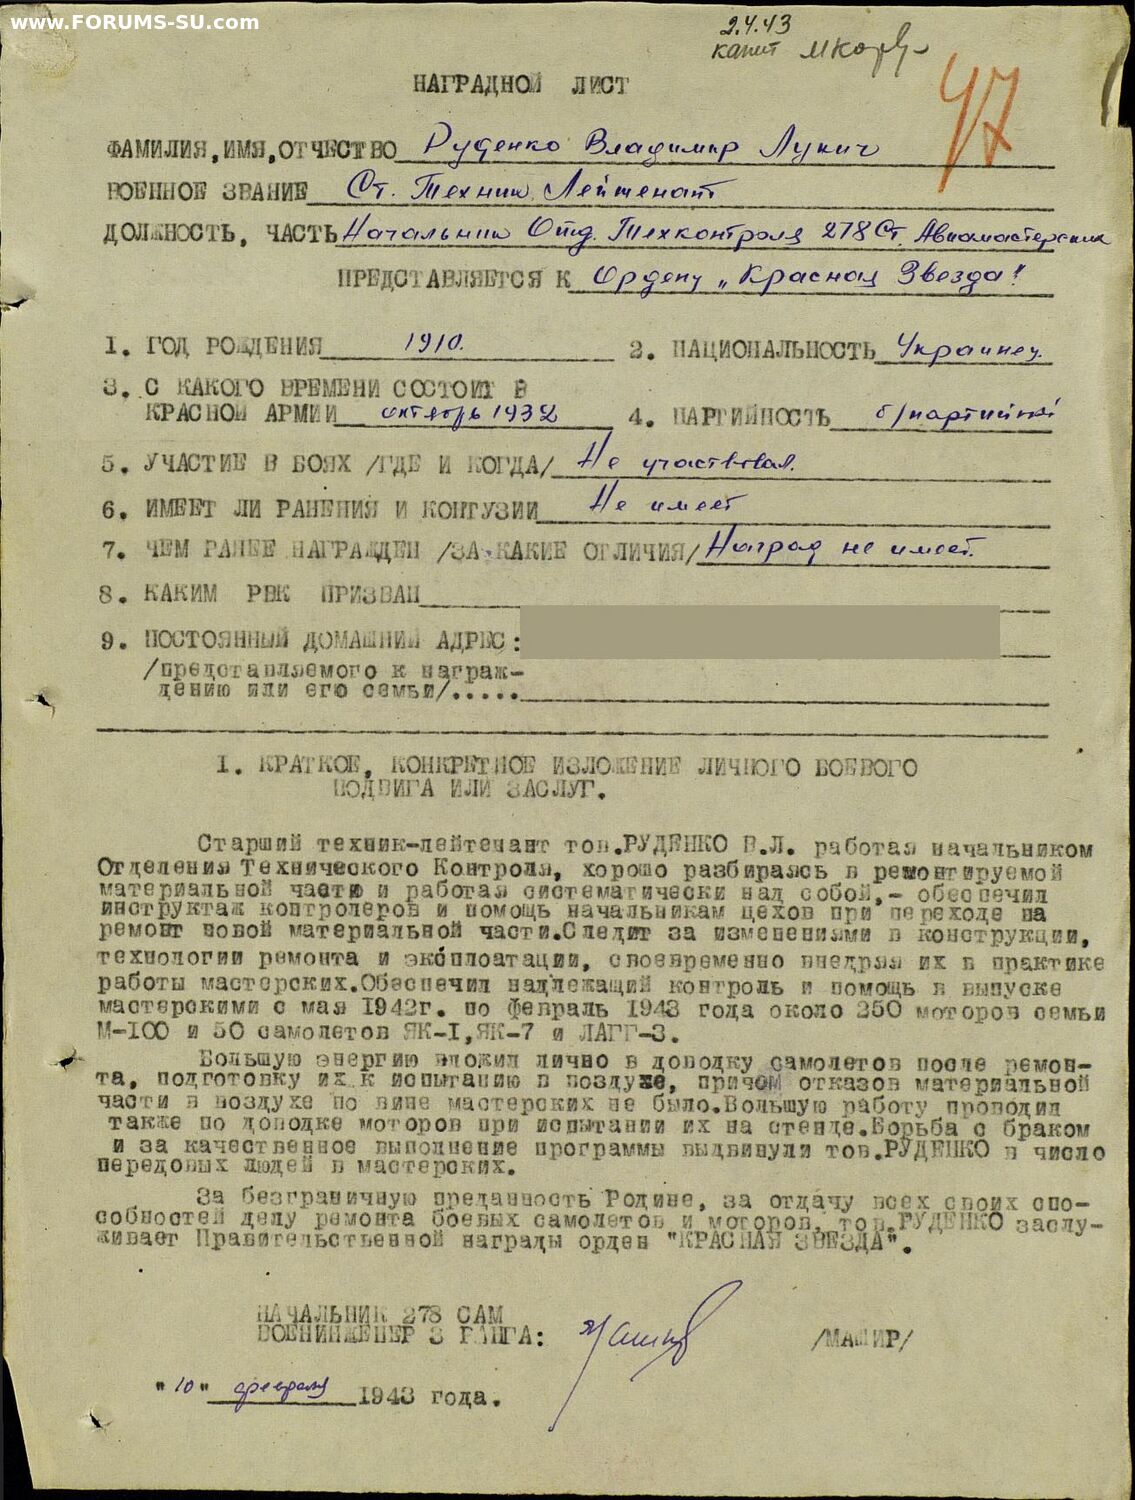 www.FORUMS-SU.com
2.4.43
капит
47
НАГРАДНОЙ ЛИСТ
ФАМИЛИЯ,ИМЯ,ОТЧЕСТВО Руденко Владимир Лукич
ВОЕННОЕ ЗВАНИЕ Ст. Техник Лейтенант
ДОЛЖНОСТЬ, ЧАСТЬ Начальник Отд. Техконтроля 278 Ст. Авиамастерских
ПРЕДСТАВЛЯЕТСЯ К Ордену „Красная Звезда"
1. ГОД РОЖДЕНИЯ 1910. 2. НАЦИОНАЛЬНОСТЬ Украинец.
3. С КАКОГО ВРЕМЕНИ СОСТОИТ В
КРАСНОЙ АРМИИ октябрь 1932 4. ПАРТИЙНОСТЬ б/партийный
5. УЧАСТИЕ В БОЯХ /ГДЕ И КОГДА/ Не участвовал.
6. ИМЕЕТ ЛИ РАНЕНИЯ И КОНТУЗИИ Не имеет
7. ЧЕМ РАНЕЕ НАГРАЖДЕН /ЗА КАКИЕ ОТЛИЧИЯ/ Наград не имеет.
8. КАКИМ РВК ПРИЗВАН
9. ПОСТОЯННЫЙ ДОМАШНИЙ АДРЕС:
/представляемого к награж-
дению или его семьи/.....
1. КРАТКОЕ, КОНКРЕТНОЕ ИЗЛОЖЕНИЕ ЛИЧНОГО БОЕВОГО
ПОДВИГА ИЛИ ЗАСЛУГ.
Старший техник-лейтенант тов.РУДЕНКО В.Л. работая начальником
Отделения Технического Контроля, хорошо разбираясь в ремонтируемой
материальной частью и работая систематически над собой,- обеспечил
инструктаж контролеров и помощь начальникам цехов при переходе на
ремонт новой материальной части.Следит за изменениями в конструкции,
технологии ремонта и эксплоатации, своевременно внедряя их в практике
работы мастерских.Обеспечил надлежащий контроль и помощь в выпуске
мастерскими с мая 1942г. по февраль 1943 года около 250 моторов семьи
М-100 и 50 самолетов ЯК-1,ЯК-7 и ЛАГГ-3.
Большую энергию вложил лично в доводку самолетов после ремон-
та, подготовку их к испытанию в воздухе, причом отказов материальной
части в воздухе по вине мастерских не было.Большую работу проводил
также по доводке моторов при испытании их на стенде.Борьба с браком
и за качественное выполнение программы выдвинули тов.РУДЕНКО в число
передовых людей в мастерских.
За безграничную преданность Родине, за отдачу всех своих спо-
собностей делу ремонта боевых самолетов и моторов, тов.РУДЕНКО заслу-
живает Правительственной награды орден "КРАСНАЯ ЗВЕЗДА".
НАЧАЛЬНИК 278 САМ
ВОЕНИНЖЕНЕР 3 РАНГА: /МАШИР/
"10" февраля 1943 года.